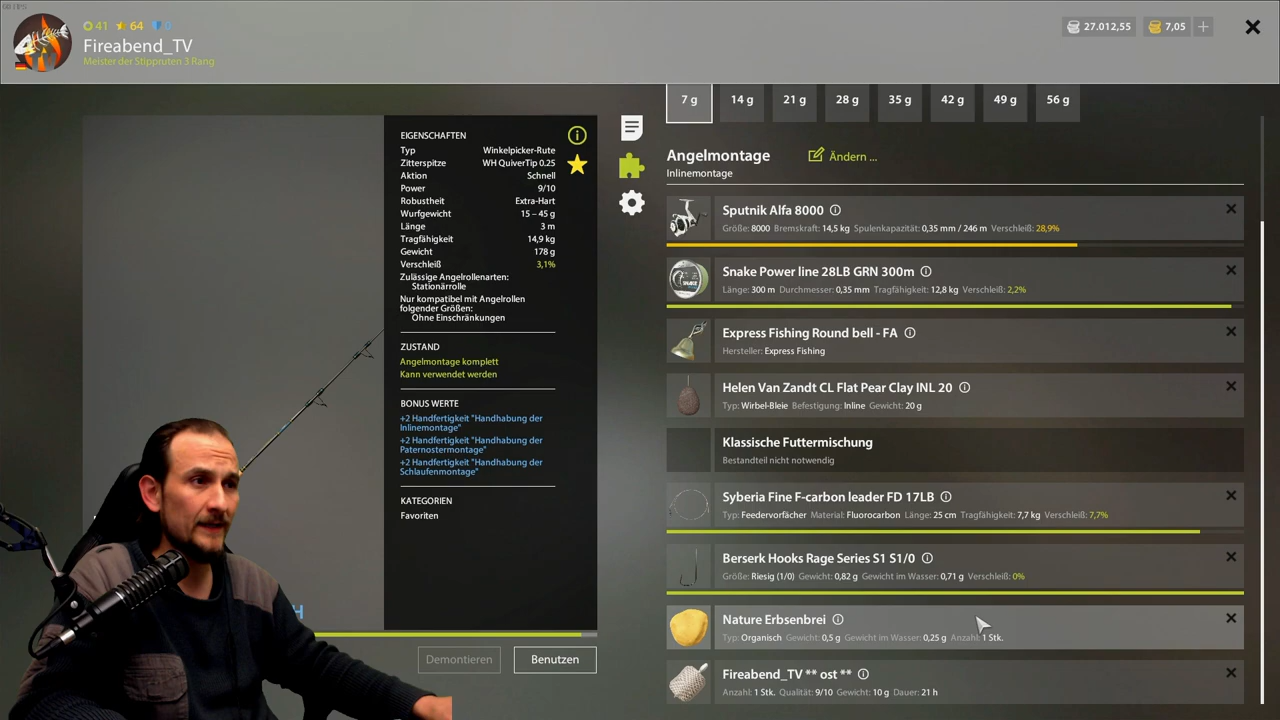 41 64 0
Fireabend_TV
Meister der Stippruten 3 Rang
27.012,55
7,05
7 g
14 g
21 g
28 g
35 g
42 g
49 g
56 g
EIGENSCHAFTEN
Typ Winkelpicker-Rute
Zitterspitze WH QuiverTip 0.25
Aktion Schnell
Power 9/10
Robustheit Extra-Hart
Wurfgewicht 15 – 45 g
Länge 3 m
Tragfähigkeit 14,9 kg
Gewicht 178 g
Verschleiß 3,1%
Zulässige Angelrollenarten:
Stationärrolle
Nur kompatibel mit Angelrollen
folgender Größen:
Ohne Einschränkungen
ZUSTAND
Angelmontage komplett
Kann verwendet werden
BONUS WERTE
+2 Handfertigkeit "Handhabung der
Inlinemontage"
+2 Handfertigkeit "Handhabung der
Paternostermontage"
+2 Handfertigkeit "Handhabung der
Schlaufenmontage"
KATEGORIEN
Favoriten
H
Demontieren
Benutzen
Angelmontage
Ändern ...
Inlinemontage
Sputnik Alfa 8000
Größe: 8000 Bremskraft: 14,5 kg Spulenkapazität: 0,35 mm / 246 m Verschleiß: 28,9%
Snake Power line 28LB GRN 300m
Länge: 300 m Durchmesser: 0,35 mm Tragfähigkeit: 12,8 kg Verschleiß: 2,2%
Express Fishing Round bell - FA
Hersteller: Express Fishing
Helen Van Zandt CL Flat Pear Clay INL 20
Typ: Wirbel-Bleie Befestigung: Inline Gewicht: 20 g
Klassische Futtermischung
Bestandteil nicht notwendig
Syberia Fine F-carbon leader FD 17LB
Typ: Feedervorfächer Material: Fluorocarbon Länge: 25 cm Tragfähigkeit: 7,7 kg Verschleiß: 7,7%
Berserk Hooks Rage Series S1 S1/0
Größe: Riesig (1/0) Gewicht: 0,82 g Gewicht im Wasser: 0,71 g Verschleiß: 0%
Nature Erbsenbrei
Typ: Organisch Gewicht: 0,5 g Gewicht im Wasser: 0,25 g Anzahl: 1 Stk.
Fireabend_TV ** ost **
Anzahl: 1 Stk. Qualität: 9/10 Gewicht: 10 g Dauer: 21 h